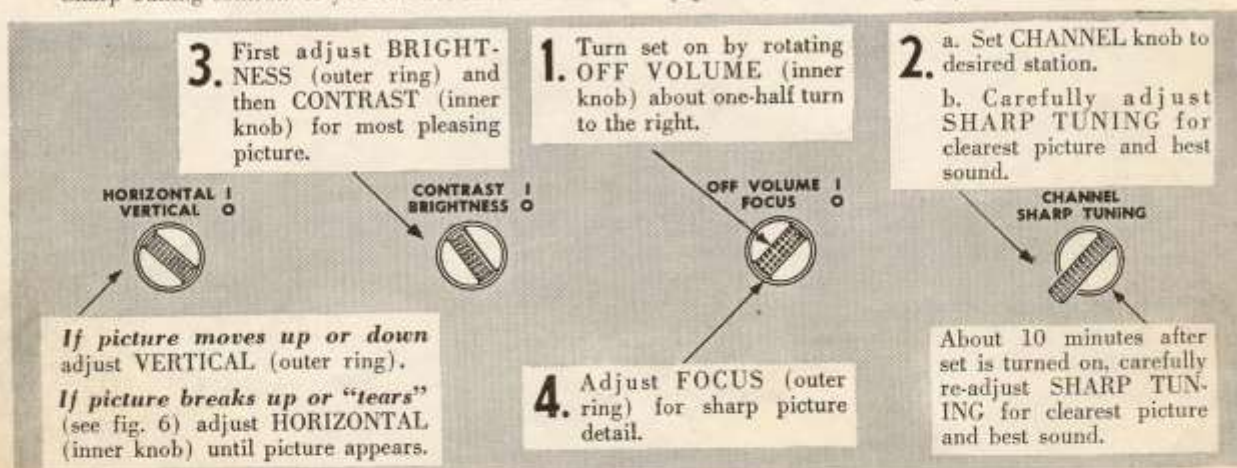 3. First adjust BRIGHT-
NESS (outer ring) and
then CONTRAST (inner
knob) for most pleasing
picture.
1. Turn set on by rotating
OFF VOLUME (inner
knob) about one-half turn
to the right.
2. a. Set CHANNEL knob to
desired station.
b. Carefully adjust
SHARP TUNING for
clearest picture and best
sound.
HORIZONTAL I
VERTICAL O
CONTRAST I
BRIGHTNESS O
OFF VOLUME I
FOCUS O
CHANNEL
SHARP TUNING
If picture moves up or down
adjust VERTICAL (outer ring).
If picture breaks up or “tears”
(see fig. 6) adjust HORIZONTAL
(inner knob) until picture appears.
4. Adjust FOCUS (outer
ring) for sharp picture
detail.
About 10 minutes after
set is turned on, carefully
re-adjust SHARP TUN-
ING for clearest picture
and best sound.